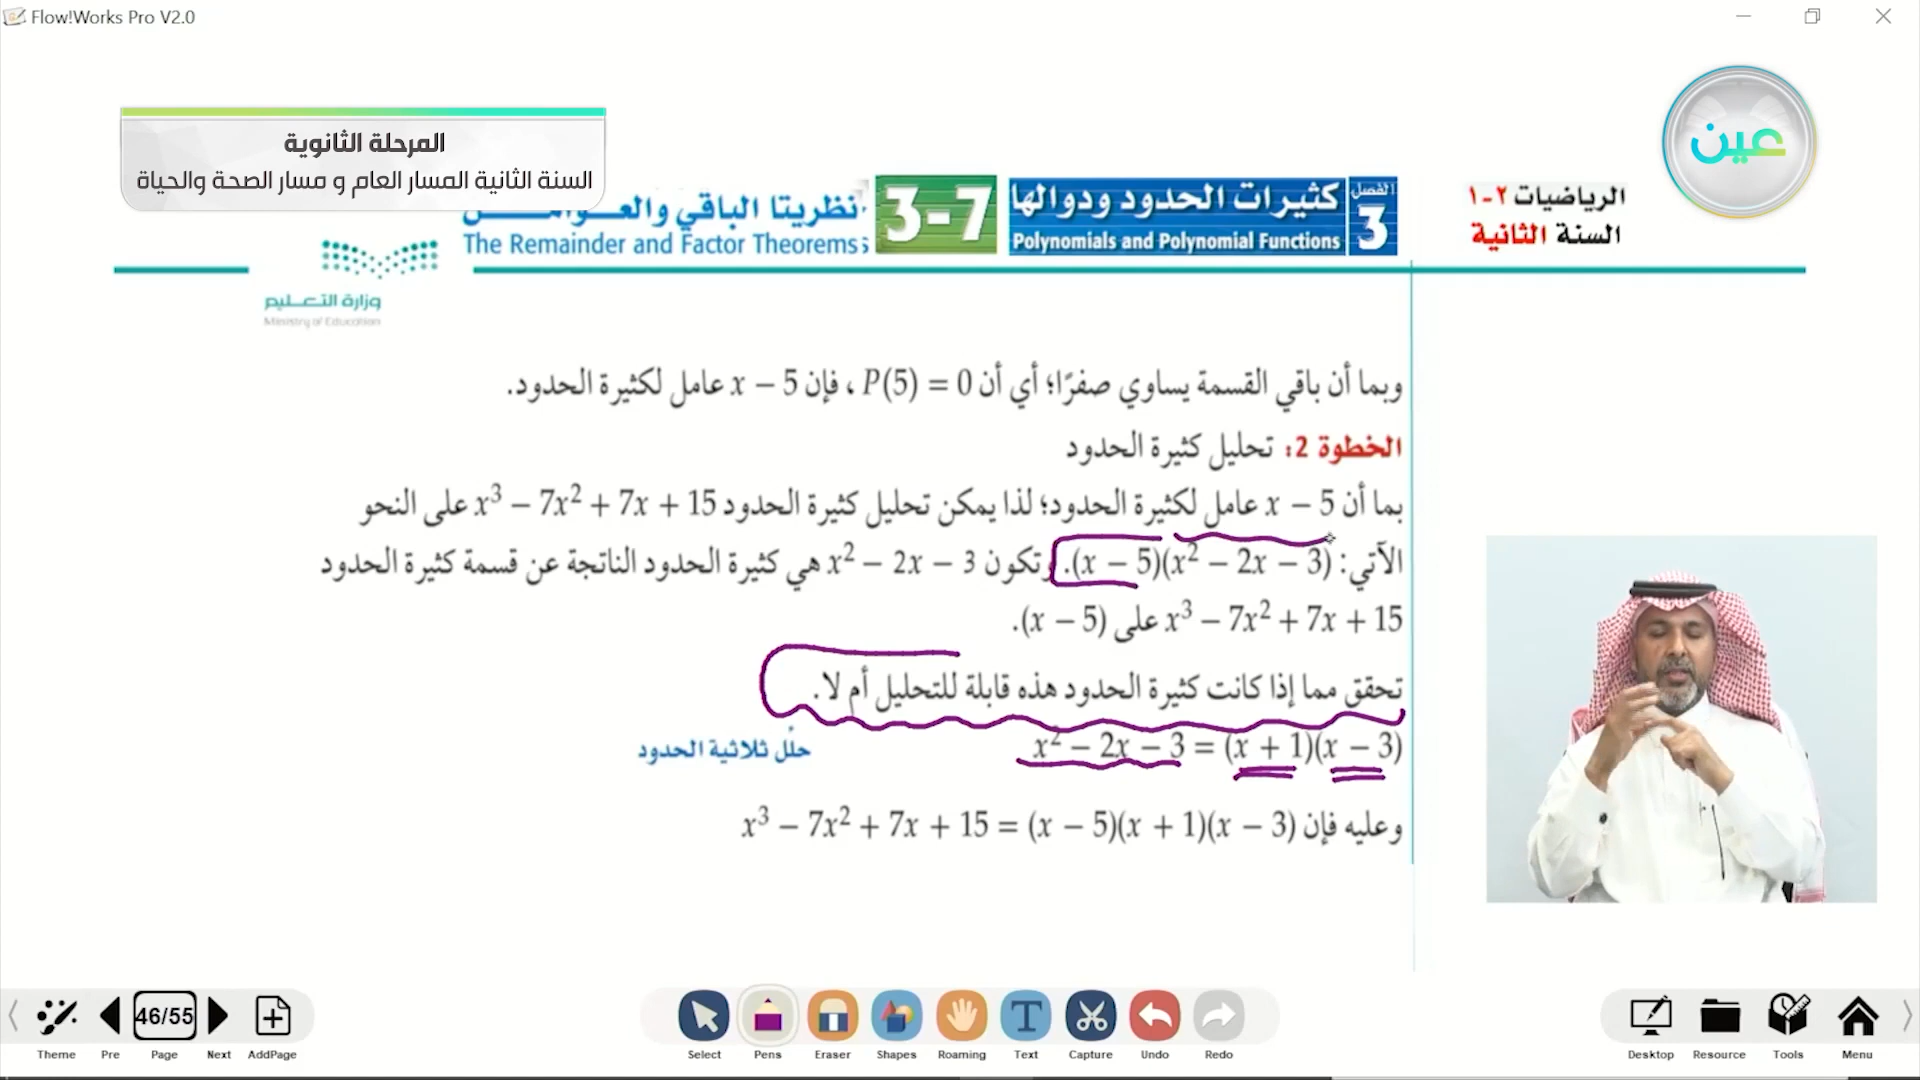 Flow!Works Pro V2.0
المرحلة الثانوية
السنة الثانية المسار العام و مسار الصحة والحياة
عين
الرياضيات ٢-١
السنة الثانية
الفصل 3
كثيرات الحدود ودوالها
Polynomials and Polynomial Functions
3-7
نظريتا الباقي والعوامل
The Remainder and Factor Theorems
وزارة التعليم
Ministry of Education
وبما أن باقي القسمة يساوي صفرًا؛ أي أن P(5) = 0 ، فإن x − 5 عامل لكثيرة الحدود.
الخطوة 2: تحليل كثيرة الحدود
بما أن x − 5 عامل لكثيرة الحدود؛ لذا يمكن تحليل كثيرة الحدود x³ − 7x² + 7x + 15 على النحو
الآتي: (x − 5)(x² − 2x − 3). وتكون x² − 2x − 3 هي كثيرة الحدود الناتجة عن قسمة كثيرة الحدود
x³ − 7x² + 7x + 15 على (x − 5).
تحقق مما إذا كانت كثيرة الحدود هذه قابلة للتحليل أم لا.
x² − 2x − 3 = (x + 1)(x − 3) حلّل ثلاثية الحدود
وعليه فإن x³ − 7x² + 7x + 15 = (x − 5)(x + 1)(x − 3)
46/55
Theme Pre Page Next AddPage Select Pens Eraser Shapes Roaming Text Capture Undo Redo Desktop Resource Tools Menu